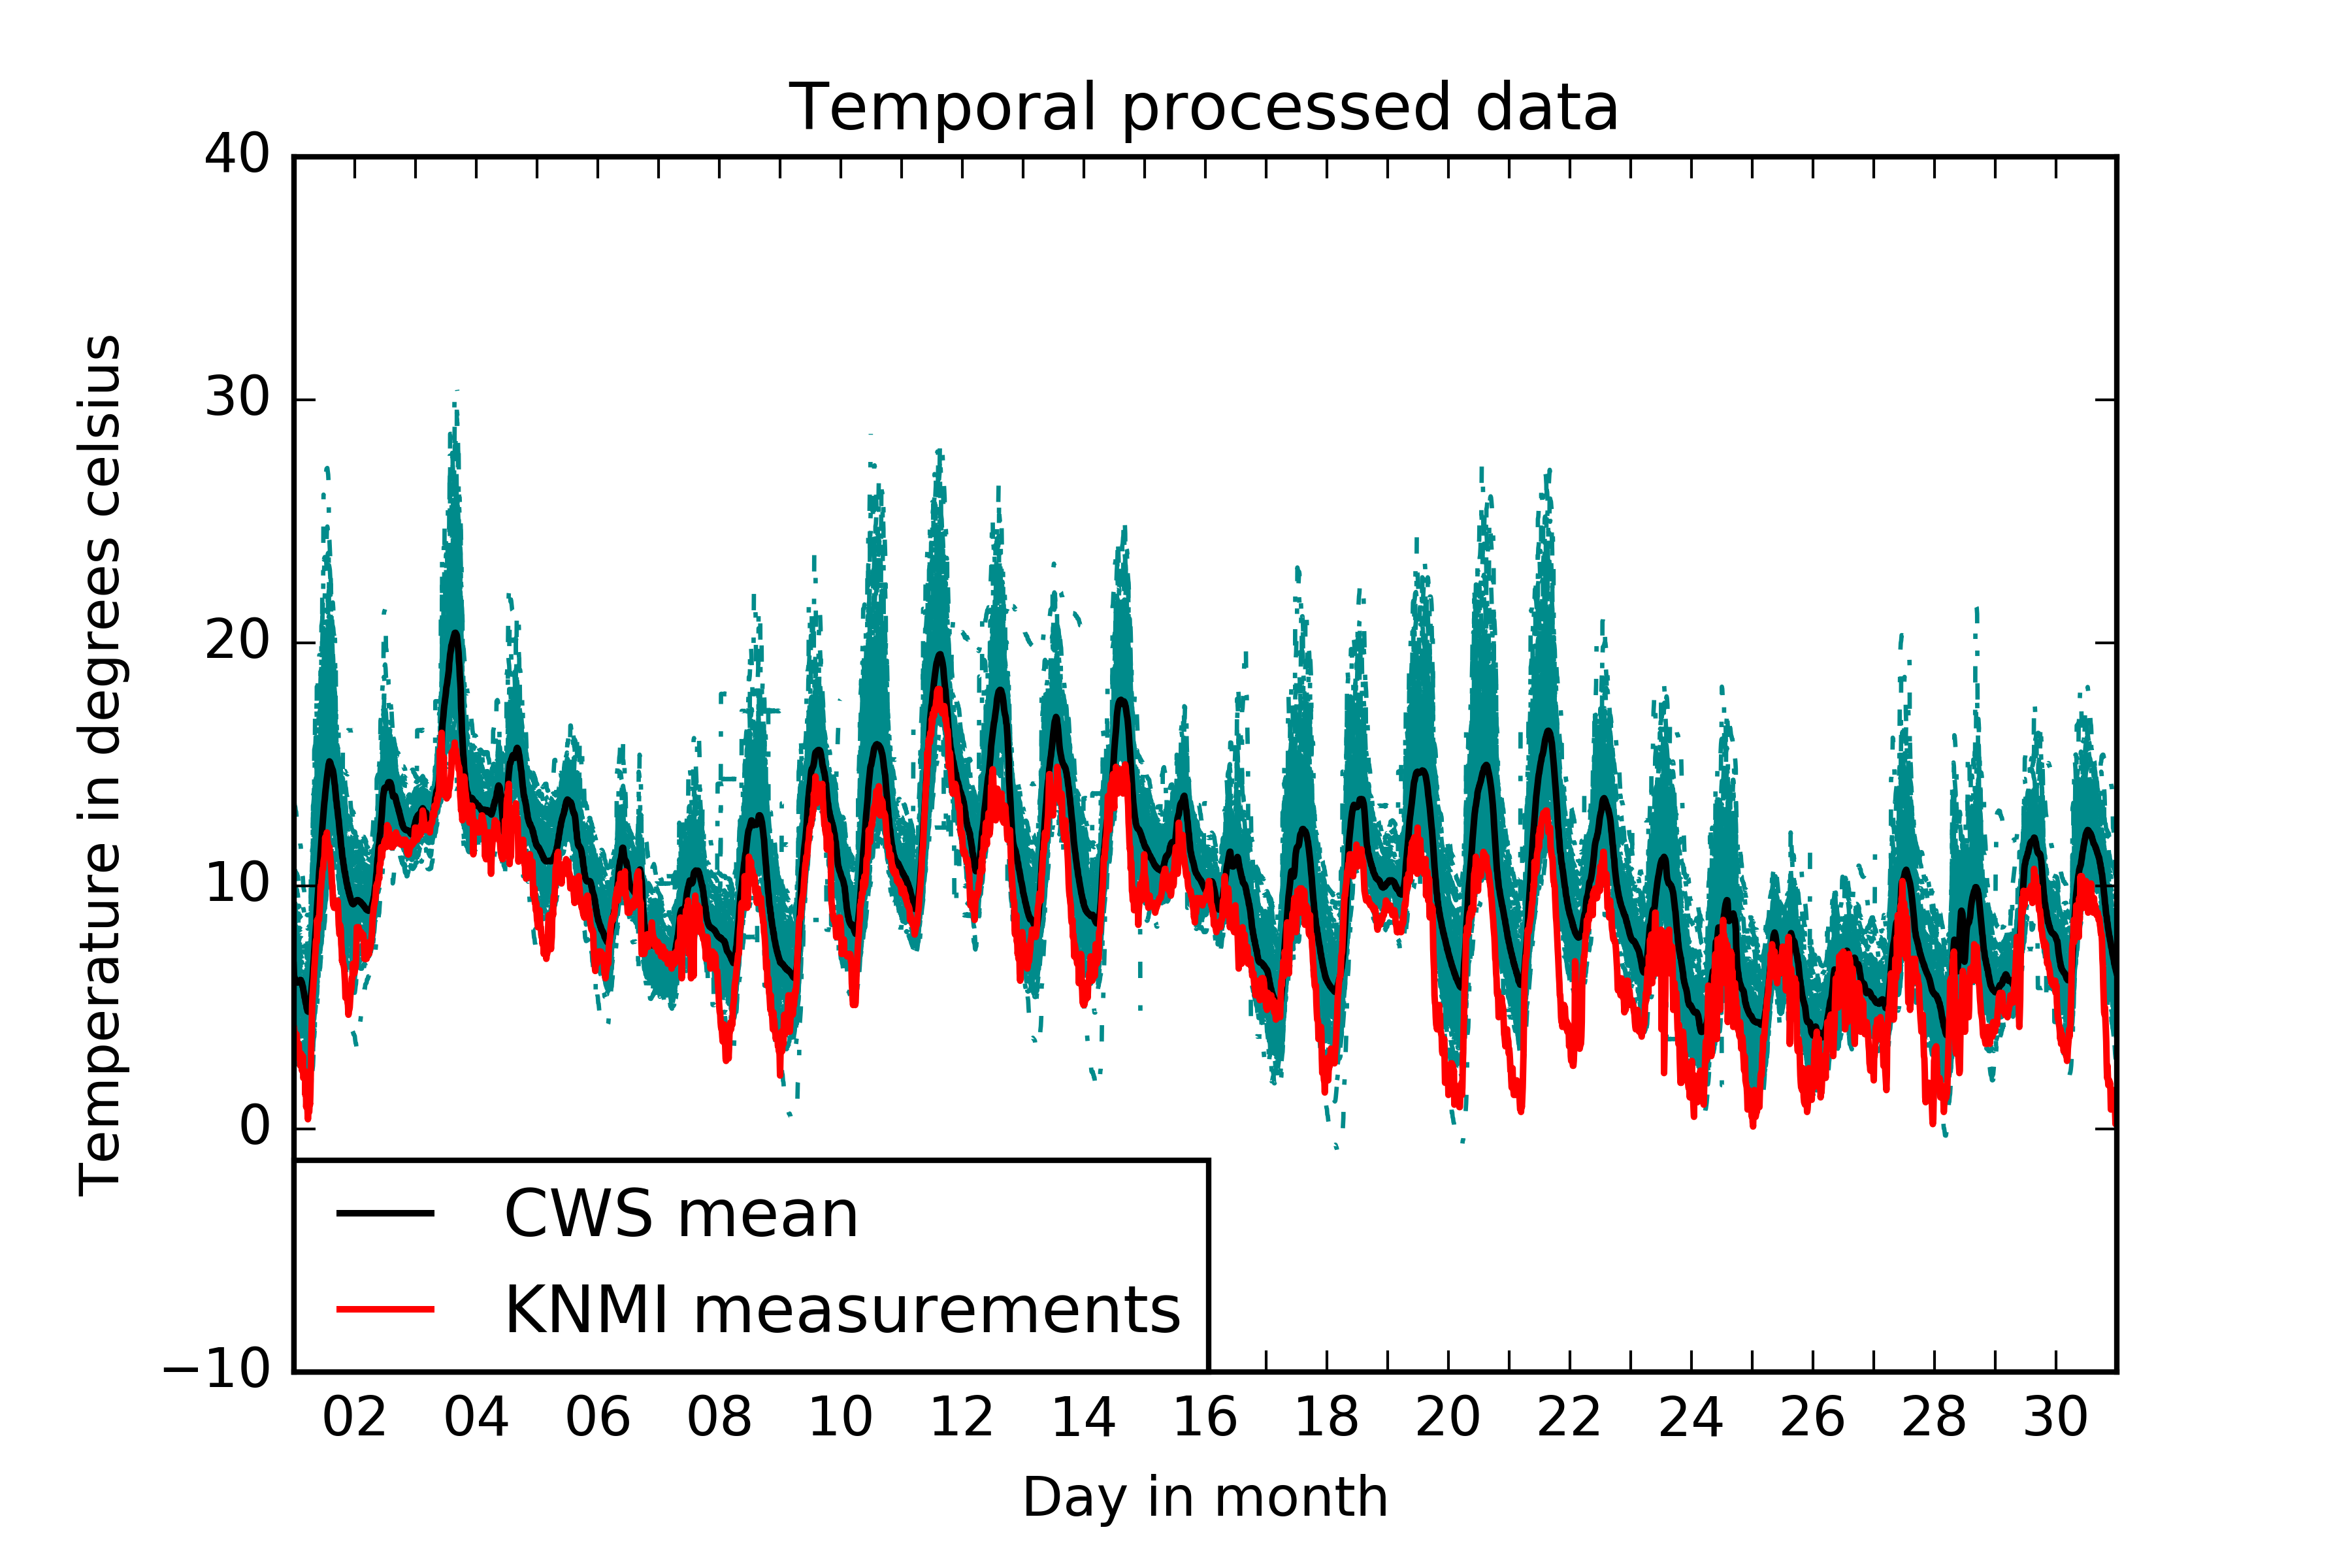 Temporal processed data
Temperature in degrees celsius
40
30
20
10
0
−10
CWS mean
KNMI measurements
02 04 06 08 10 12 14 16 18 20 22 24 26 28 30
Day in month